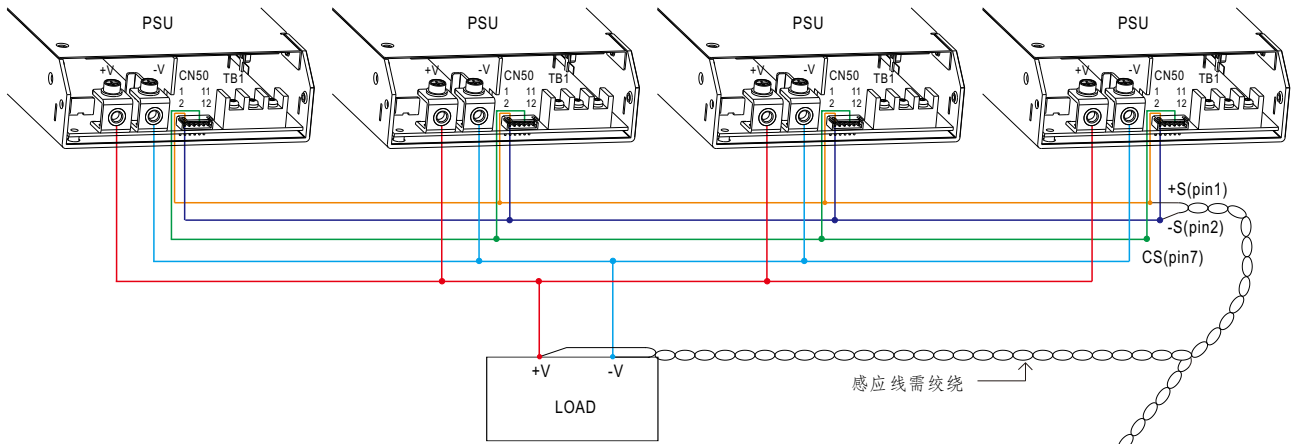 PSU PSU PSU PSU
+V -V CN50 TB1 +V -V CN50 TB1 +V -V CN50 TB1 +V -V CN50 TB1
1 11 1 11 1 11 1 11
2 12 2 12 2 12 2 12
+S(pin1)
-S(pin2)
CS(pin7)
+V -V
感应线需绞绕
LOAD